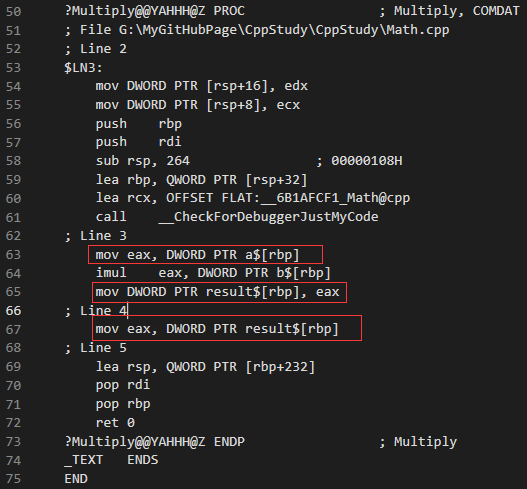 50 ?Multiply@@YAHHH@Z PROC ; Multiply, COMDAT
51 ; File G:\MyGitHubPage\CppStudy\CppStudy\Math.cpp
52 ; Line 2
53 $LN3:
54 mov DWORD PTR [rsp+16], edx
55 mov DWORD PTR [rsp+8], ecx
56 push rbp
57 push rdi
58 sub rsp, 264 ; 00000108H
59 lea rbp, QWORD PTR [rsp+32]
60 lea rcx, OFFSET FLAT:__6B1AFCF1_Math@cpp
61 call __CheckForDebuggerJustMyCode
62 ; Line 3
63 mov eax, DWORD PTR a$[rbp]
64 imul eax, DWORD PTR b$[rbp]
65 mov DWORD PTR result$[rbp], eax
66 ; Line 4
67 mov eax, DWORD PTR result$[rbp]
68 ; Line 5
69 lea rsp, QWORD PTR [rbp+232]
70 pop rdi
71 pop rbp
72 ret 0
73 ?Multiply@@YAHHH@Z ENDP ; Multiply
74 _TEXT ENDS
75 END